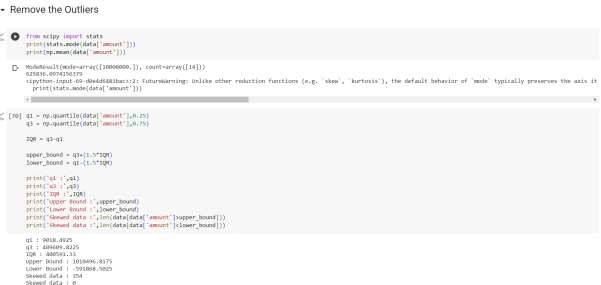 Remove the Outliers
from scipy import stats
print(stats.mode(data['amount']))
print(np.mean(data['amount']))
ModeResult(mode=array([10000000.]), count=array([14]))
<ipython-input-69-d0e4d6881bac>:2: FutureWarning: Unlike other reduction functions (e.g. `skew`, `kurtosis`), the default behavior of `mode` typically preserves the axis it
print(stats.mode(data['amount']))
[70] q1 = np.quantile(data['amount'],0.25)
q3 = np.quantile(data['amount'],0.75)
IQR = q3-q1
upper_bound = q3+(1.5*IQR)
lower_bound = q1-(1.5*IQR)
print('q1 :',q1)
print('q3 :',q3)
print('IQR :',IQR)
print('Upper Bound :',upper_bound)
print('Lower Bound :',lower_bound)
print('Skewed data :',len(data[data['amount']>upper_bound]))
print('Skewed data :',len(data[data['amount']<lower_bound]))
q1 : 9018.4925
q3 : 409609.8225
IQR : 400591.33
Upper Bound : 1010496.8175
Lower Bound : -591868.5025
Skewed data : 354
Skewed data : 0